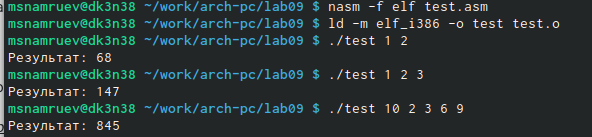 msnamruev@dk3n38 ~/work/arch-pc/lab09 $ nasm -f elf test.asm
msnamruev@dk3n38 ~/work/arch-pc/lab09 $ ld -m elf_i386 -o test test.o
msnamruev@dk3n38 ~/work/arch-pc/lab09 $ ./test 1 2
Результат: 68
msnamruev@dk3n38 ~/work/arch-pc/lab09 $ ./test 1 2 3
Результат: 147
msnamruev@dk3n38 ~/work/arch-pc/lab09 $ ./test 10 2 3 6 9
Результат: 845